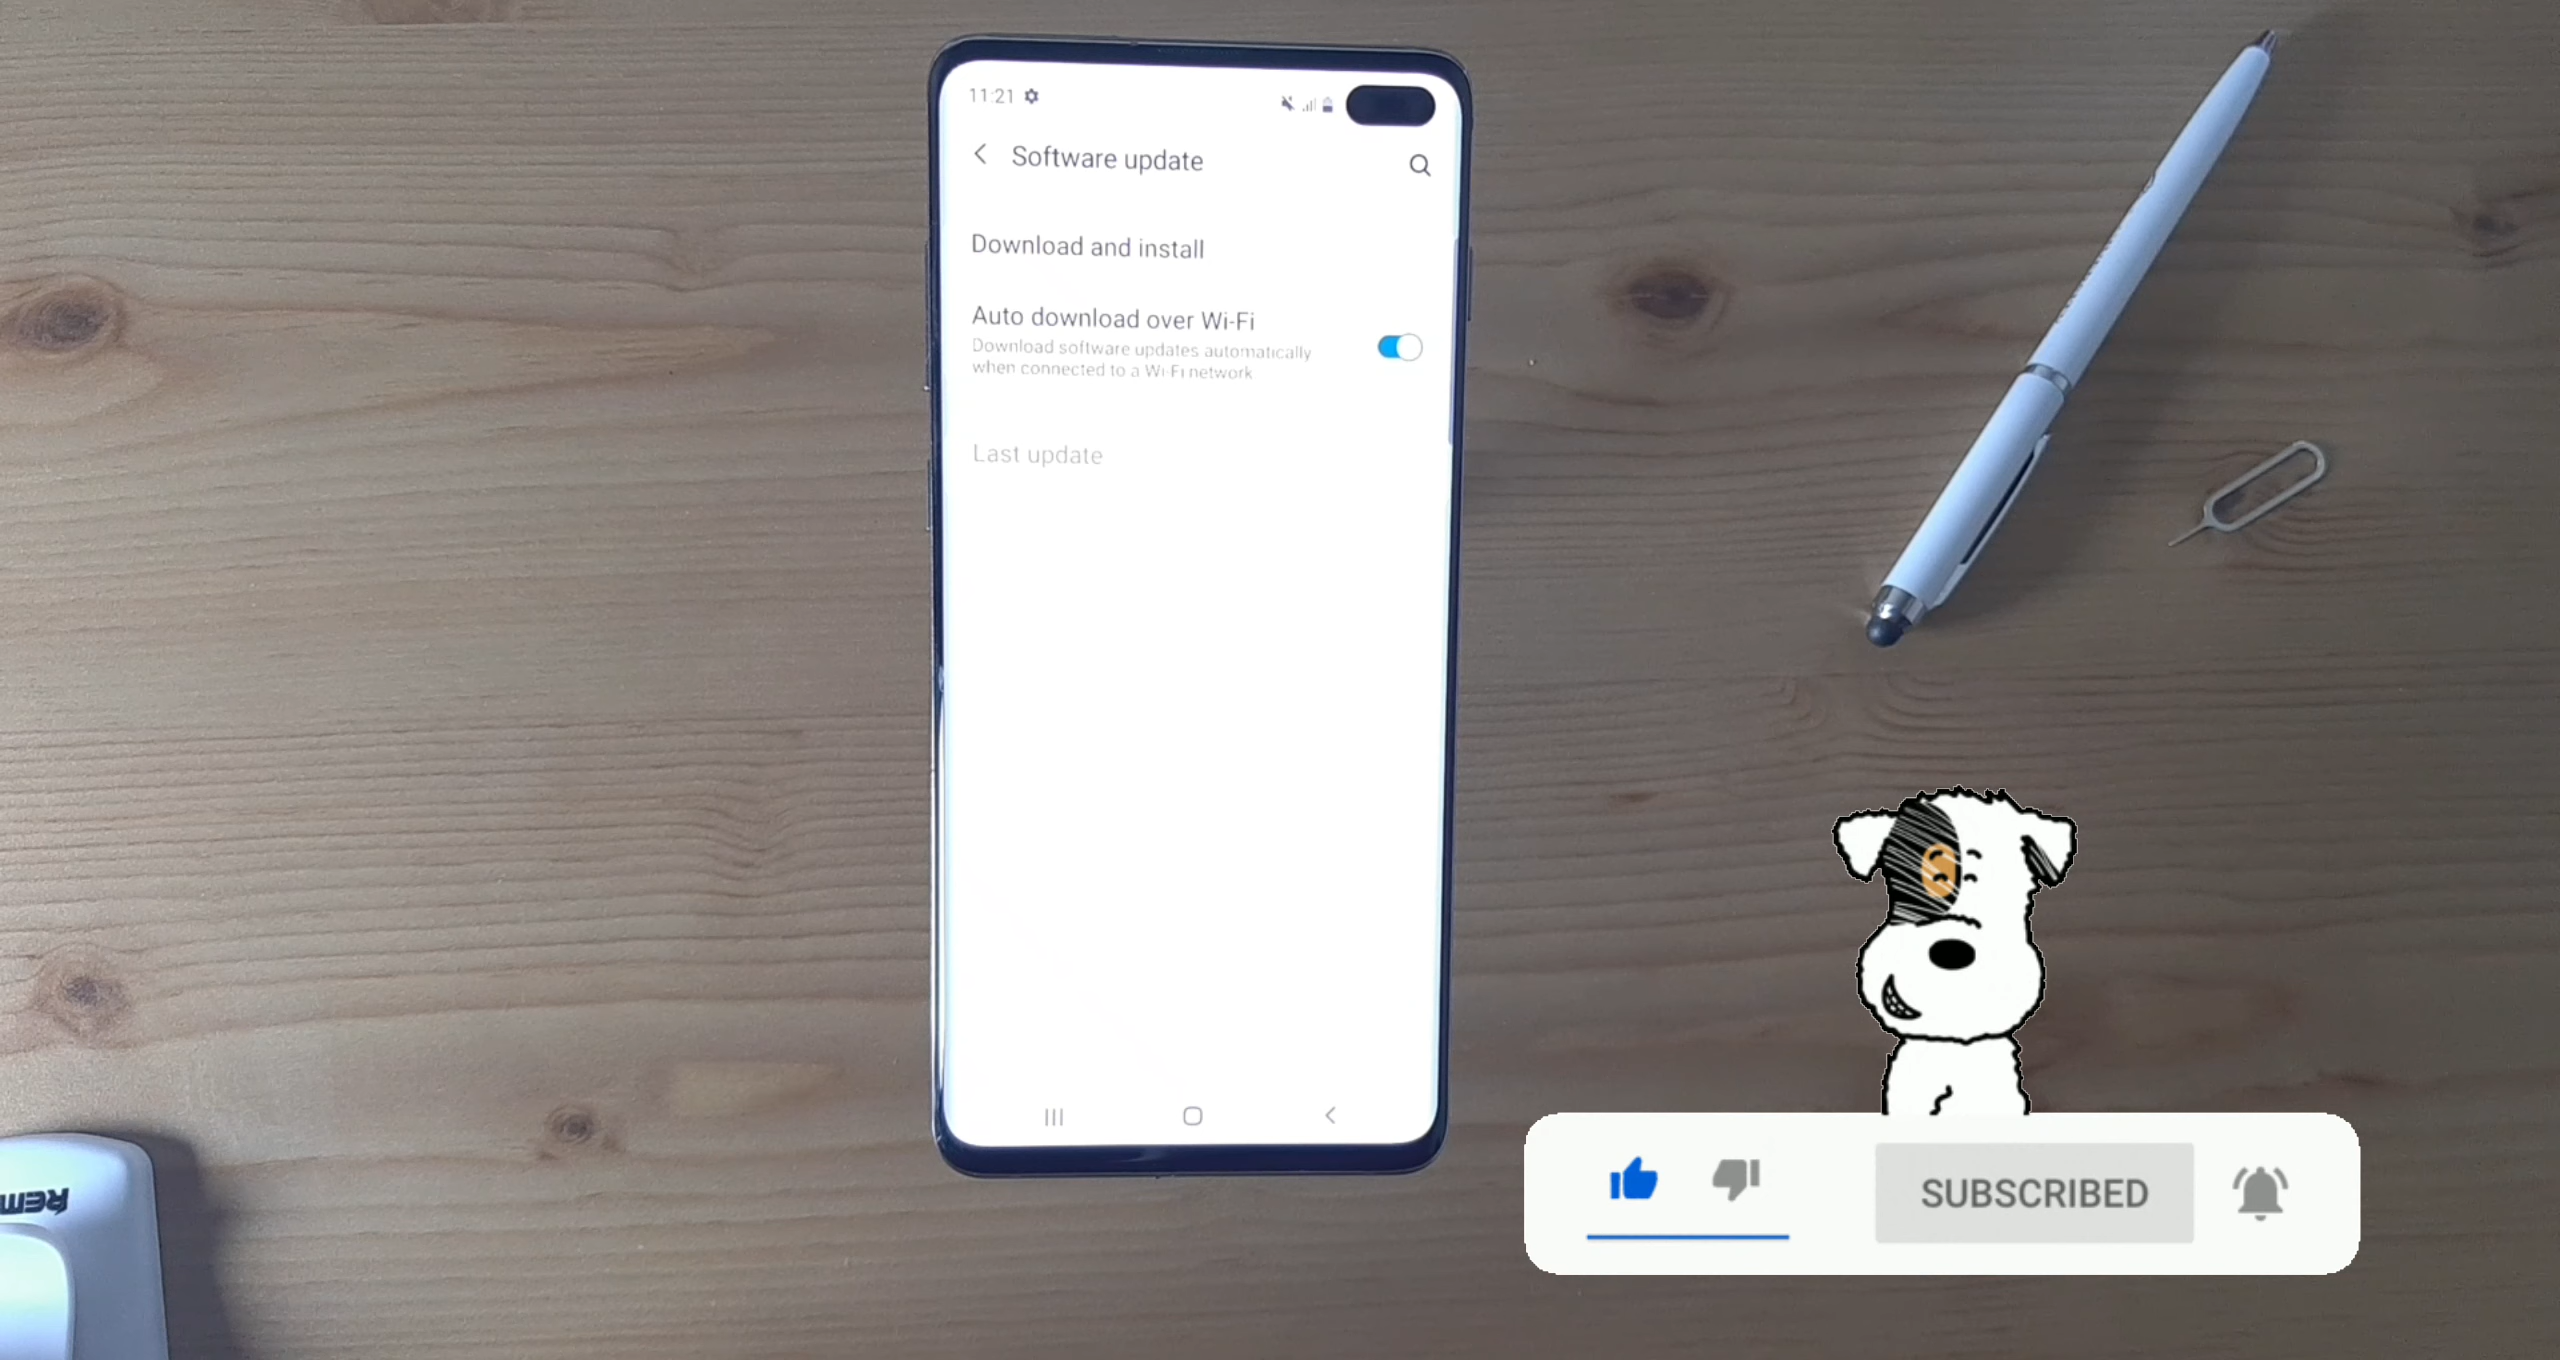 11:21
Software update
Download and install
Auto download over Wi-Fi
Download software updates automatically
when connected to a Wi-Fi network
Last update
SUBSCRIBED